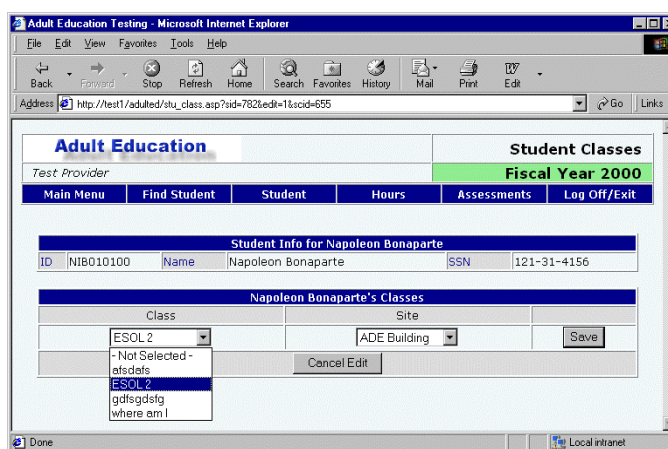 Adult Education Testing - Microsoft Internet Explorer
File Edit View Favorites Tools Help
Back Forward Stop Refresh Home Search Favorites History Mail Print Edit
Address http://test1/adulted/stu_class.asp?sid=782&edit=1&scid=655 Go Links
Adult Education Student Classes
Test Provider Fiscal Year 2000
Main Menu Find Student Student Hours Assessments Log Off/Exit
Student Info for Napoleon Bonaparte
ID NIB010100 Name Napoleon Bonaparte SSN 121-31-4156
Napoleon Bonaparte's Classes
Class Site
ESOL 2 ADE Building Save
- Not Selected -
afsdafs
ESOL 2
gdfsgdsfg
where am I
Cancel Edit
Done Local intranet